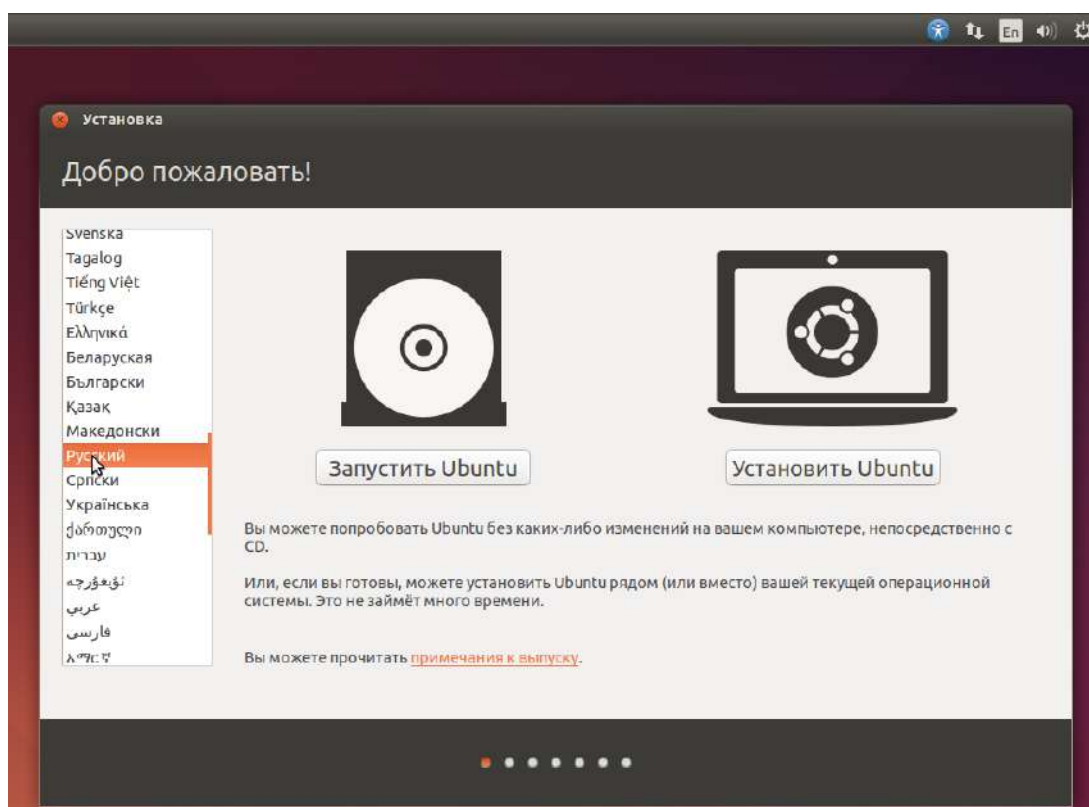 En
Установка
Добро пожаловать!
Svenska
Tagalog
Tiếng Việt
Türkçe
Ελληνικά
Беларуская
Български
Қазақ
Македонски
Русский
Српски
Українська
ქართული
עברית
ئۇيغۇرچە
عربي
فارسی
አማርኛ
Запустить Ubuntu
Установить Ubuntu
Вы можете попробовать Ubuntu без каких-либо изменений на вашем компьютере, непосредственно с
CD.
Или, если вы готовы, можете установить Ubuntu рядом (или вместо) вашей текущей операционной
системы. Это не займёт много времени.
Вы можете прочитать примечания к выпуску.